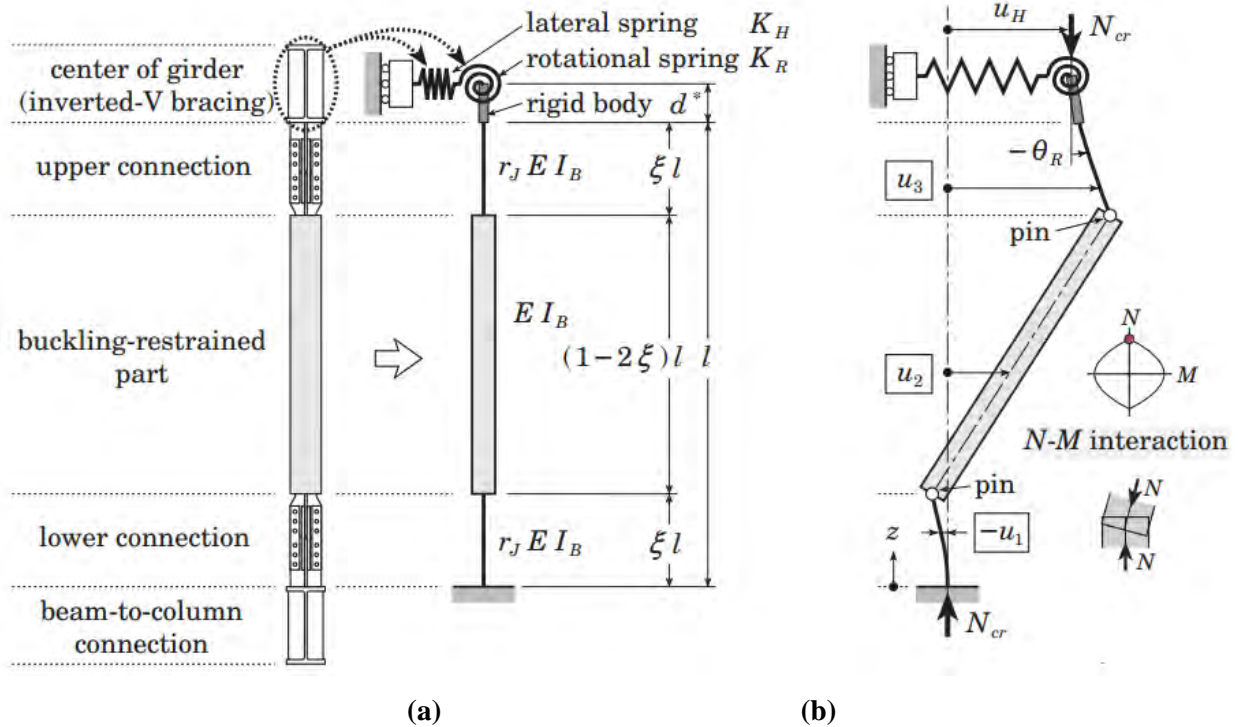 lateral spring K_H
rotational spring K_R
rigid body d*
center of girder
(inverted-V bracing)
upper connection
r_J E I_B
ξ l
buckling-restrained
part
E I_B
(1−2ξ) l
l
lower connection
r_J E I_B
ξ l
beam-to-column
connection
(a)
u_H
N_cr
−θ_R
u_3
pin
u_2
N
M
N-M interaction
pin
N
N
z
−u_1
N_cr
(b)